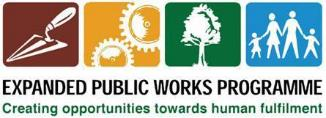 EXPANDED PUBLIC WORKS PROGRAMME
Creating opportunities towards human fulfilment